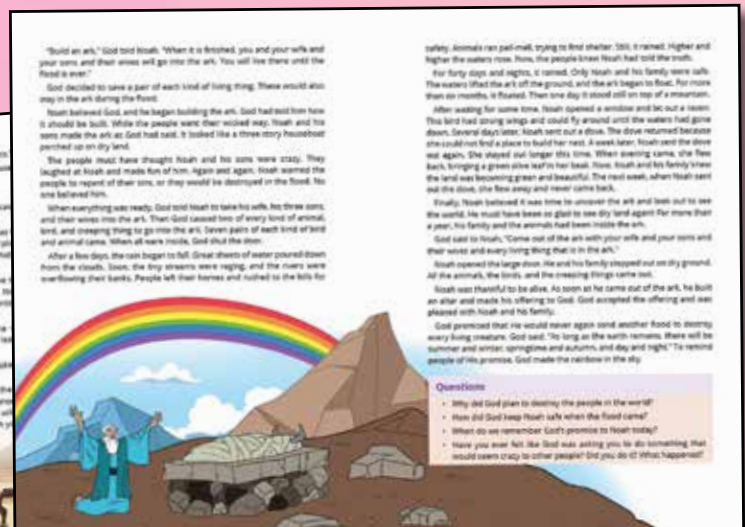 "Build an ark," God told Noah. "When it is finished, you and your wife and
your sons and their wives will go into the ark. You will live there until the
flood is over."
God decided to save a pair of each kind of living thing. These would also
stay in the ark during the flood.
Noah believed God, and he began building the ark. God had told him how
it should be built. While the people went their wicked way, Noah and his
sons made the ark as God had said. It looked like a three-story houseboat
perched up on dry land.
The people must have thought Noah and his sons were crazy. They
laughed at Noah and made fun of him. Again and again, Noah warned the
people to repent of their sins, or they would be destroyed in the flood. No
one believed him.
When everything was ready, God told Noah to take his wife, his three sons,
and their wives into the ark. Then God caused two of every kind of animal,
bird, and creeping thing to go into the ark. Seven pairs of each kind of bird
and animal came. When all were inside, God shut the door.
After a few days, the rain began to fall. Great sheets of water poured down
from the clouds. Soon, the tiny streams were raging, and the rivers were
overflowing their banks. People left their homes and rushed to the hills for
safety. Animals ran pell-mell, trying to find shelter. Still, it rained. Higher and
higher the waters rose. Now, the people knew Noah had told the truth.
For forty days and nights, it rained. Only Noah and his family were safe.
The waters lifted the ark off the ground, and the ark began to float. For more
than six months, it floated. Then one day it stood still on top of a mountain.
After waiting for some time, Noah opened a window and let out a raven.
This bird had strong wings and could fly around until the waters had gone
down. Several days later, Noah sent out a dove. The dove returned because
she could not find a place to build her nest. A week later, Noah sent the dove
out again. She stayed out longer this time. When evening came, she flew
back, bringing a green olive leaf in her beak. Now, Noah and his family knew
the land was becoming green and beautiful. The next week, when Noah sent
out the dove, she flew away and never came back.
Finally, Noah believed it was time to uncover the ark and look out to see
the world. He must have been so glad to see dry land again! For more than
a year, his family and the animals had been inside the ark.
God said to Noah, "Come out of the ark with your wife and your sons and
their wives and every living thing that is in the ark."
Noah opened the large door. He and his family stepped out on dry ground.
All the animals, the birds, and the creeping things came out.
Noah was thankful to be alive. As soon as he came out of the ark, he built
an altar and made his offering to God. God accepted the offering and was
pleased with Noah and his family.
God promised that He would never again send another flood to destroy
every living creature. God said, "As long as the earth remains, there will be
summer and winter, springtime and autumn, and day and night." To remind
people of His promise, God made the rainbow in the sky.
Questions
• Why did God plan to destroy the people in the world?
• How did God keep Noah safe when the flood came?
• When do we remember God's promise to Noah today?
• Have you ever felt like God was asking you to do something that
would seem crazy to other people? Did you do it? What happened?